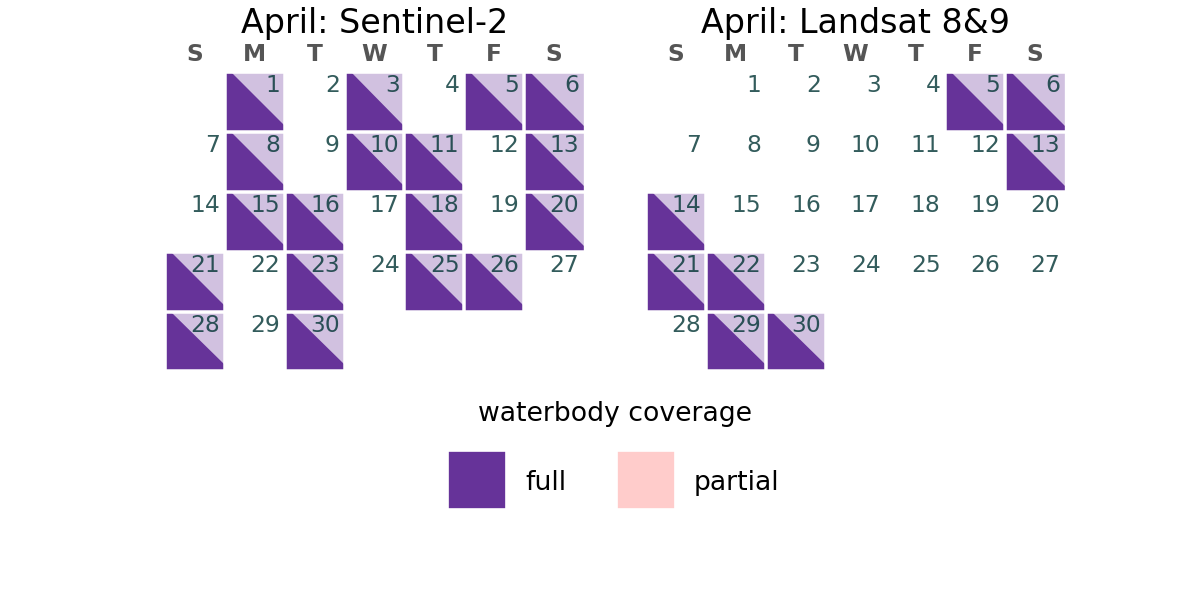 April: Sentinel-2
S M T W T F S
1 2 3 4 5 6
7 8 9 10 11 12 13
14 15 16 17 18 19 20
21 22 23 24 25 26 27
28 29 30
April: Landsat 8&9
S M T W T F S
1 2 3 4 5 6
7 8 9 10 11 12 13
14 15 16 17 18 19 20
21 22 23 24 25 26 27
28 29 30
waterbody coverage
full
partial